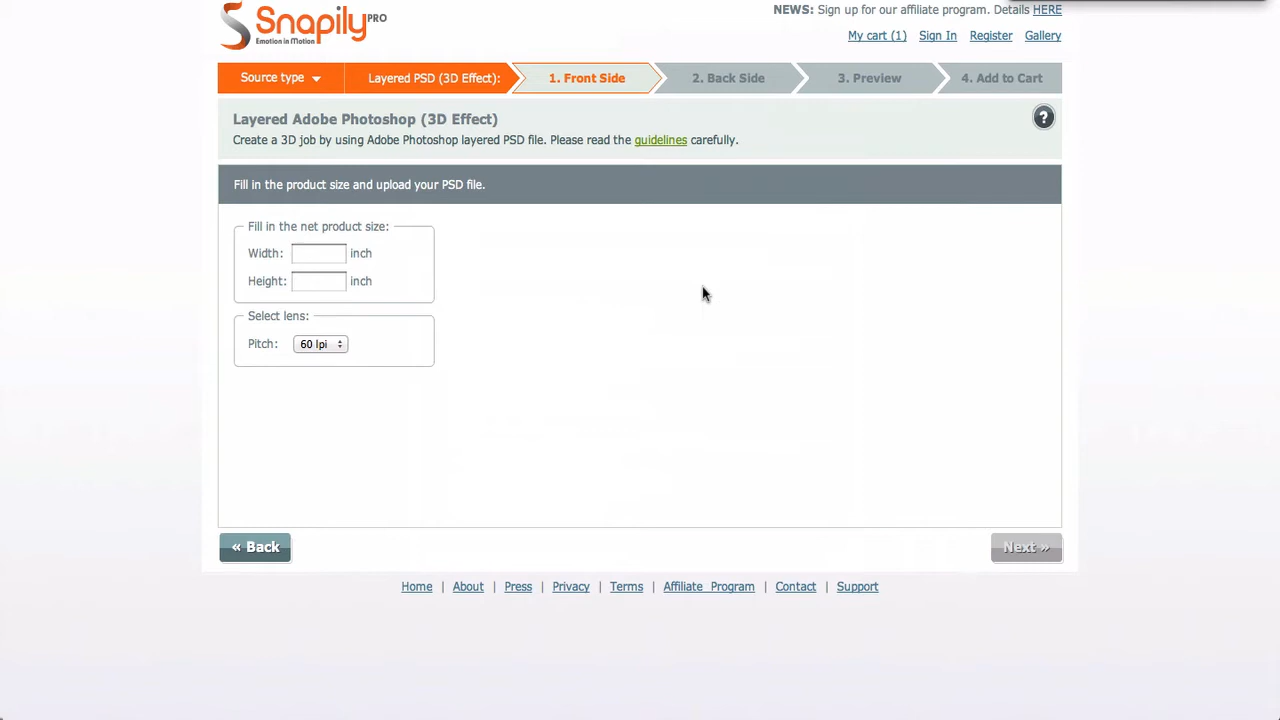 Snapily PRO
Emotion in Motion
NEWS: Sign up for our affiliate program. Details HERE
My cart (1) Sign In Register Gallery
Source type Layered PSD (3D Effect): 1. Front Side 2. Back Side 3. Preview 4. Add to Cart
Layered Adobe Photoshop (3D Effect)
?
Create a 3D job by using Adobe Photoshop layered PSD file. Please read the guidelines carefully.
Fill in the product size and upload your PSD file.
Fill in the net product size:
Width: inch
Height: inch
Select lens:
Pitch: 60 lpi
« Back Next »
Home | About | Press | Privacy | Terms | Affiliate Program | Contact | Support